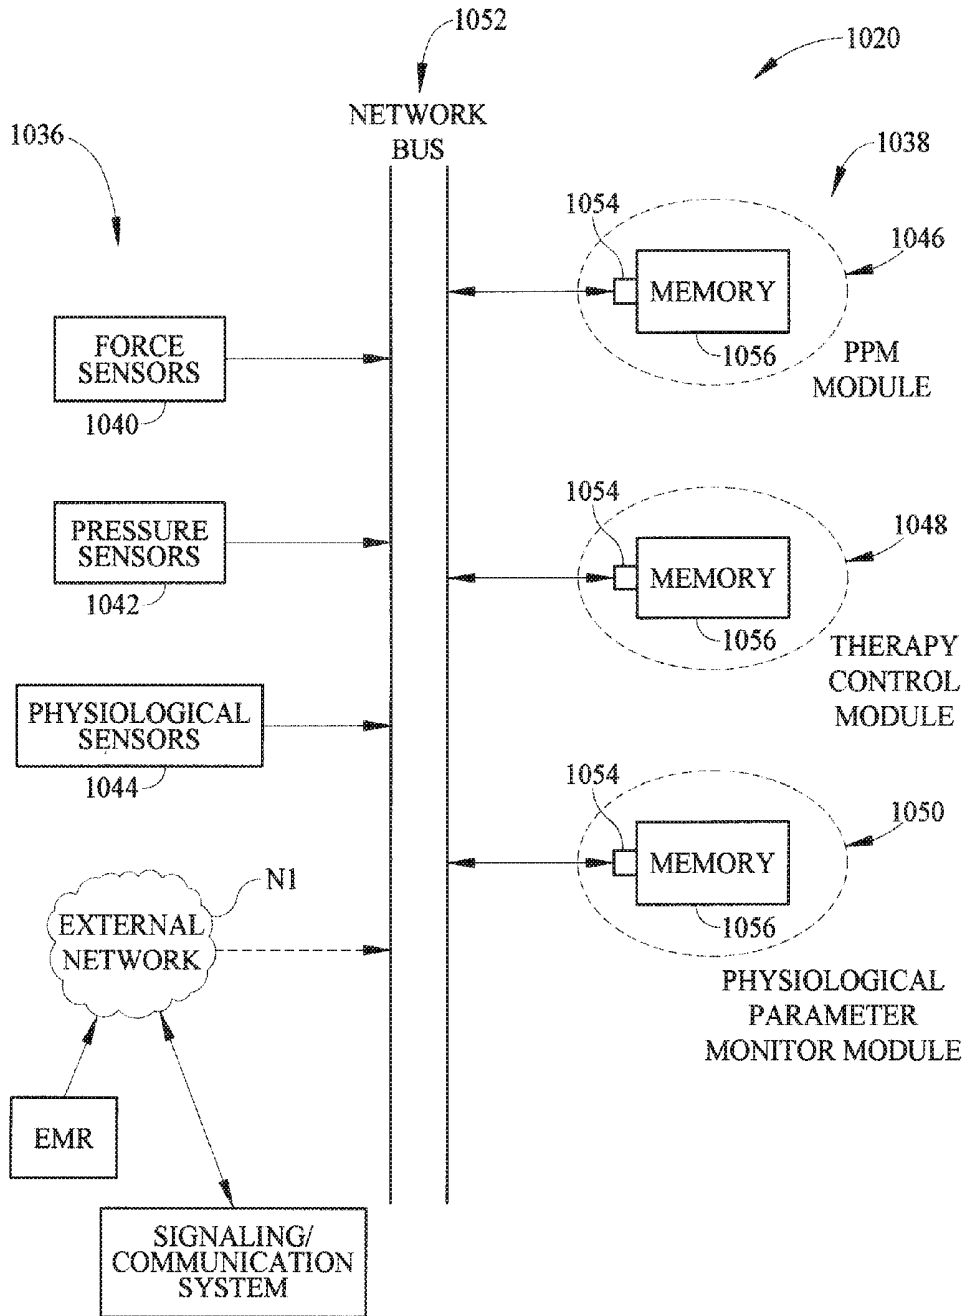 1052
1020
NETWORK
BUS
1036
1038
1054
1046
MEMORY
1056
PPM
MODULE
FORCE
SENSORS
1040
1054
1048
MEMORY
1056
THERAPY
CONTROL
MODULE
PRESSURE
SENSORS
1042
PHYSIOLOGICAL
SENSORS
1044
1054
1050
MEMORY
1056
PHYSIOLOGICAL
PARAMETER
MONITOR MODULE
N1
EXTERNAL
NETWORK
EMR
SIGNALING/
COMMUNICATION
SYSTEM